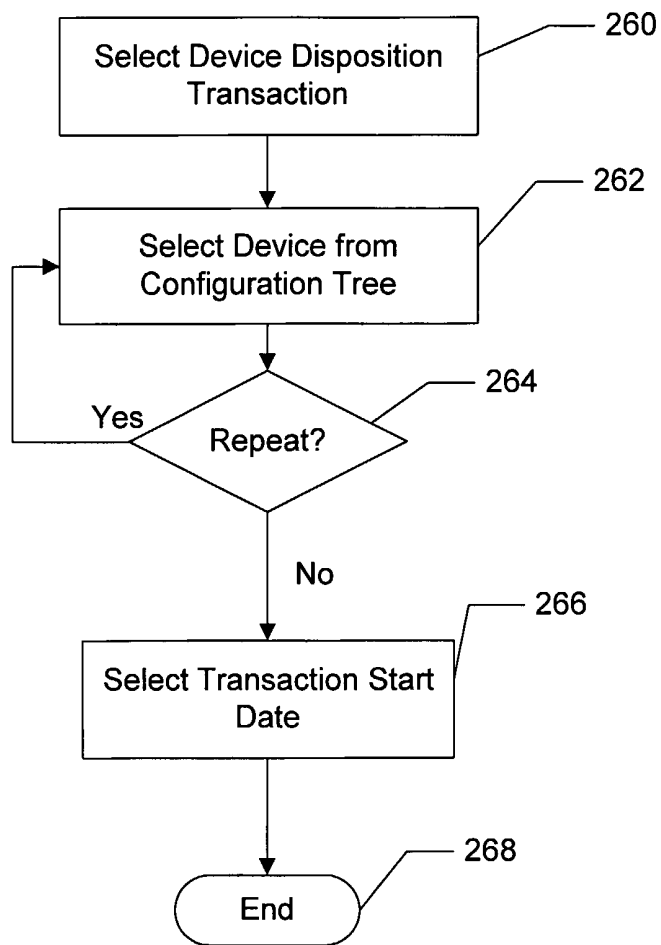 Select Device Disposition
Transaction
260
Select Device from
Configuration Tree
262
Yes
Repeat?
264
No
Select Transaction Start
Date
266
End
268